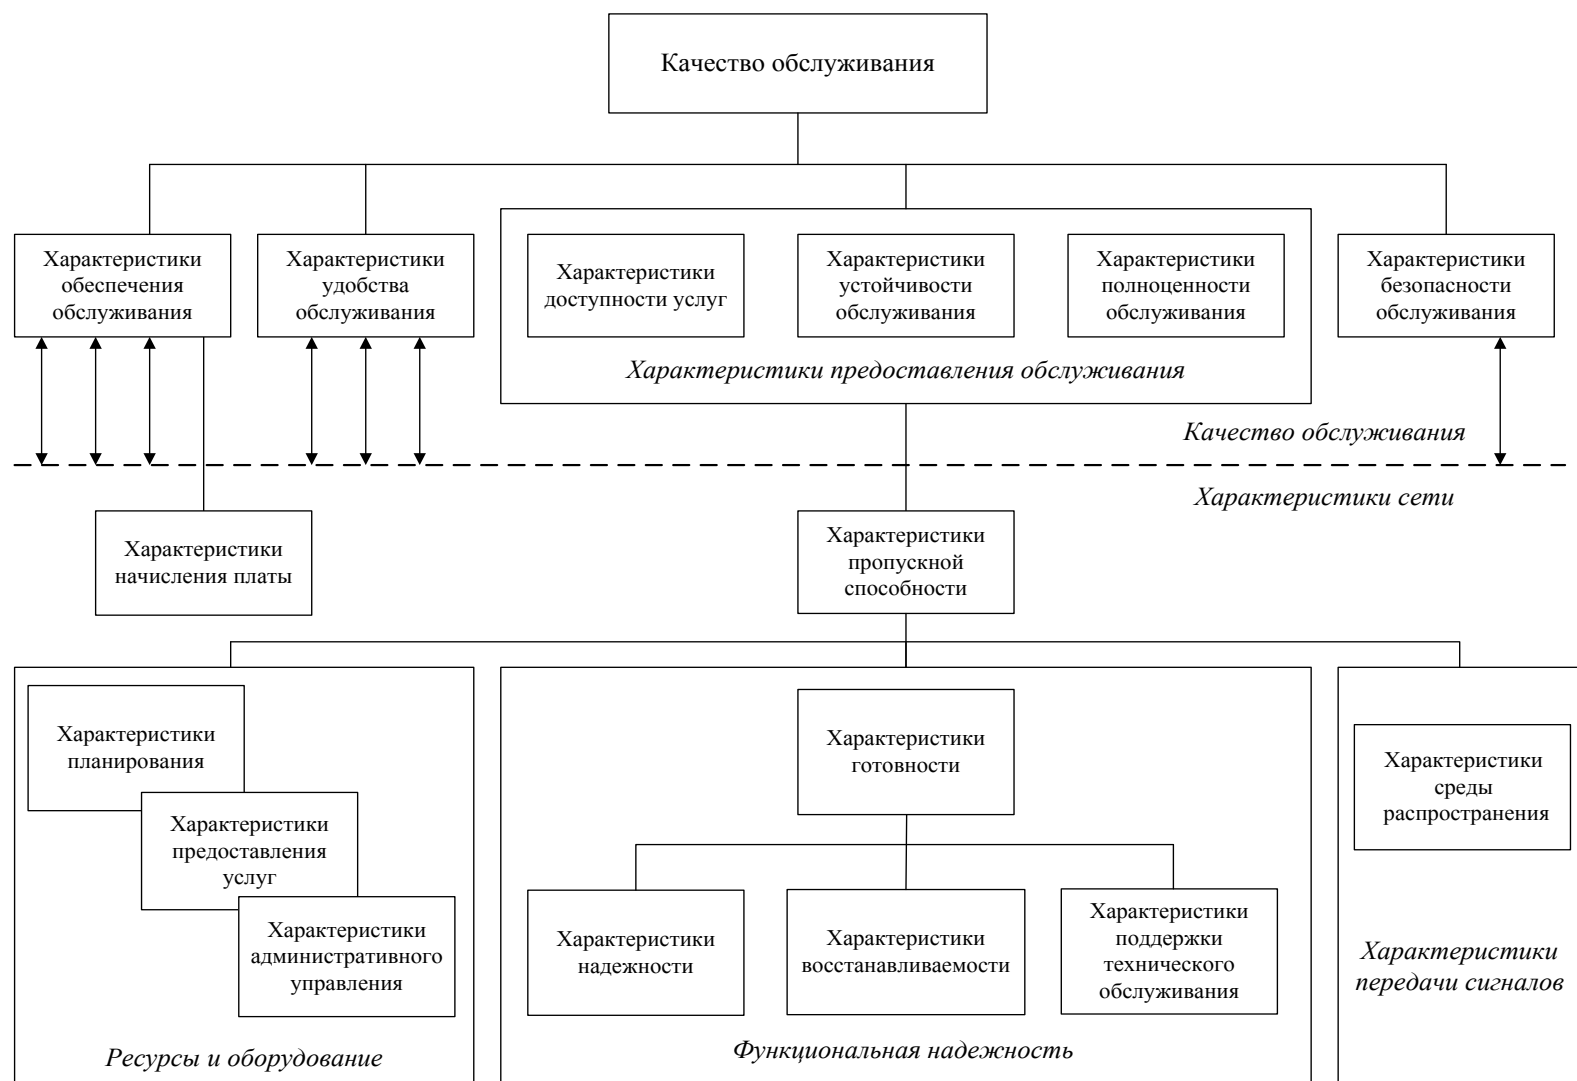 Качество обслуживания
Характеристики
обеспечения
обслуживания
Характеристики
удобства
обслуживания
Характеристики
доступности услуг
Характеристики
устойчивости
обслуживания
Характеристики
полноценности
обслуживания
Характеристики
безопасности
обслуживания
Характеристики предоставления обслуживания
Качество обслуживания
Характеристики сети
Характеристики
начисления платы
Характеристики
пропускной
способности
Характеристики
планирования
Характеристики
предоставления
услуг
Характеристики
административного
управления
Ресурсы и оборудование
Характеристики
готовности
Характеристики
надежности
Характеристики
восстанавливаемости
Характеристики
поддержки
технического
обслуживания
Функциональная надежность
Характеристики
среды
распространения
Характеристики
передачи сигналов